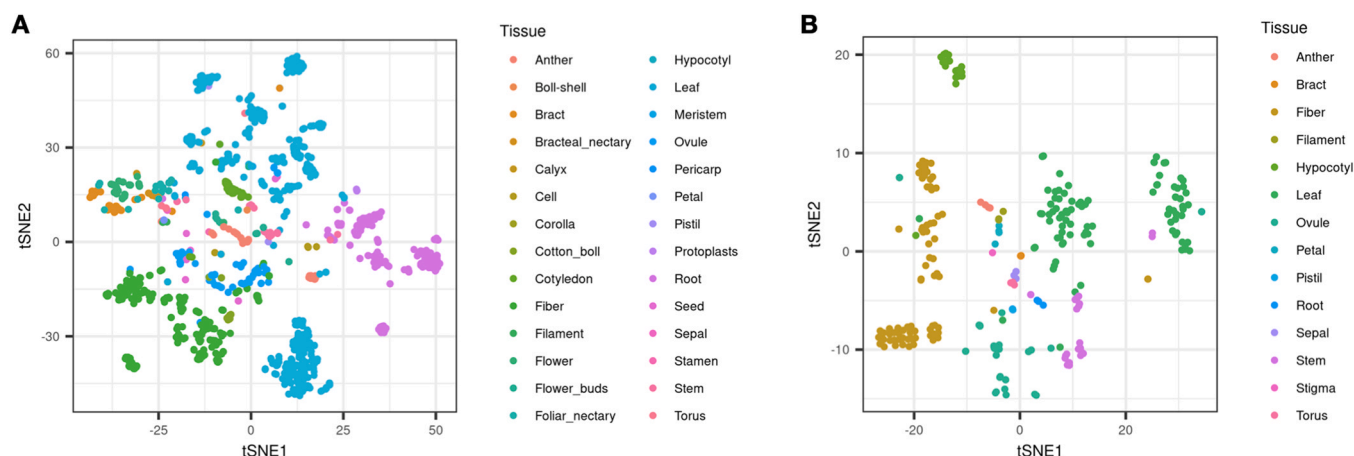 A
60
30
0
-30
-25
0
25
50
tSNE1
tSNE2
Tissue
Anther
Boll-shell
Bract
Bracteal_nectary
Calyx
Cell
Corolla
Cotton_boll
Cotyledon
Fiber
Filament
Flower
Flower_buds
Foliar_nectary
Hypocotyl
Leaf
Meristem
Ovule
Pericarp
Petal
Pistil
Protoplasts
Root
Seed
Sepal
Stamen
Stem
Torus
B
20
10
0
-10
-20
0
20
tSNE1
tSNE2
Tissue
Anther
Bract
Fiber
Filament
Hypocotyl
Leaf
Ovule
Petal
Pistil
Root
Sepal
Stem
Stigma
Torus